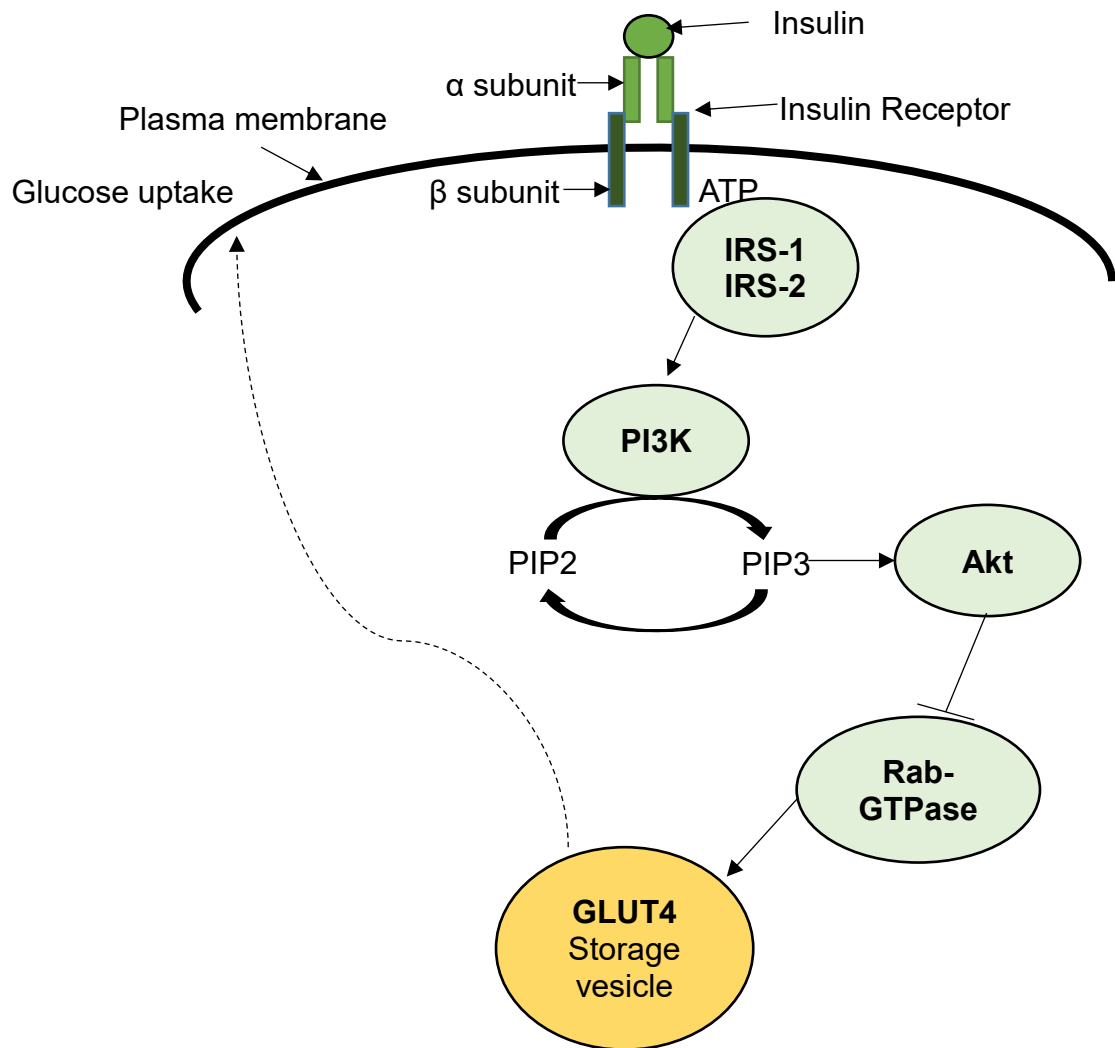 Insulin
α subunit
Insulin Receptor
Plasma membrane
Glucose uptake
β subunit
ATP
IRS-1
IRS-2
PI3K
PIP2
PIP3
Akt
Rab-
GTPase
GLUT4
Storage
vesicle